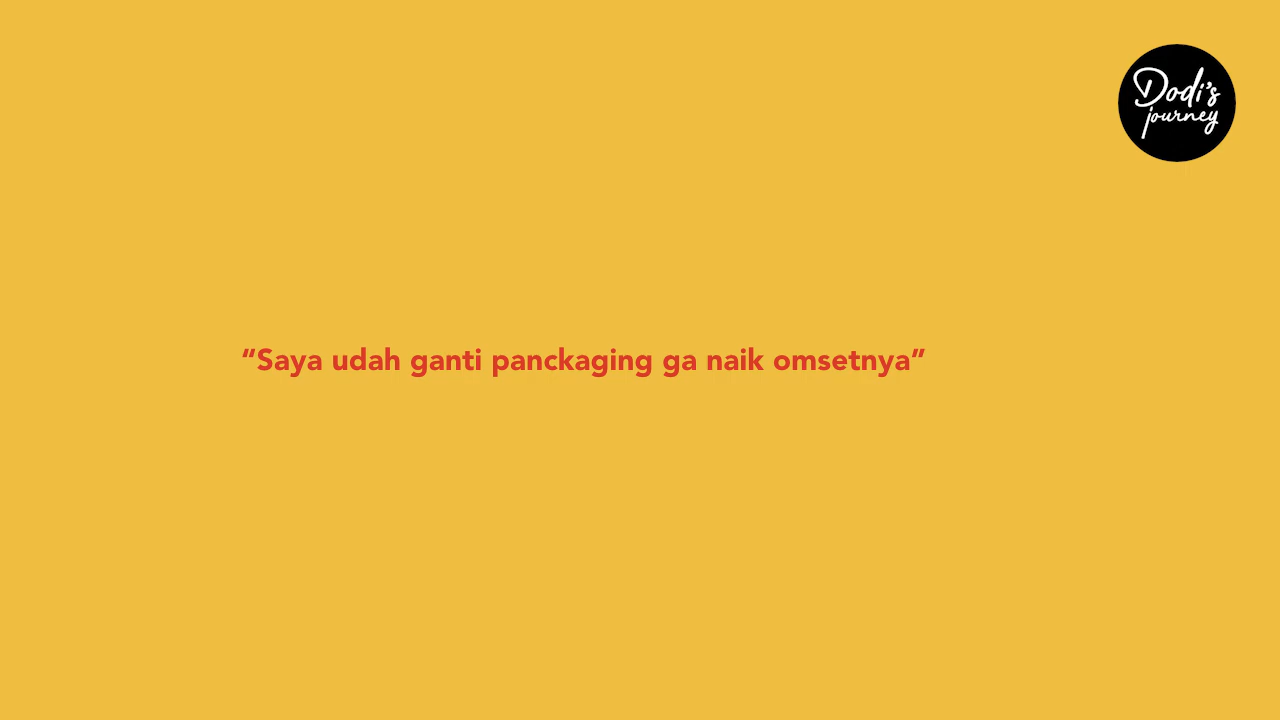 Dodi's
journey
“Saya udah ganti panckaging ga naik omsetnya”